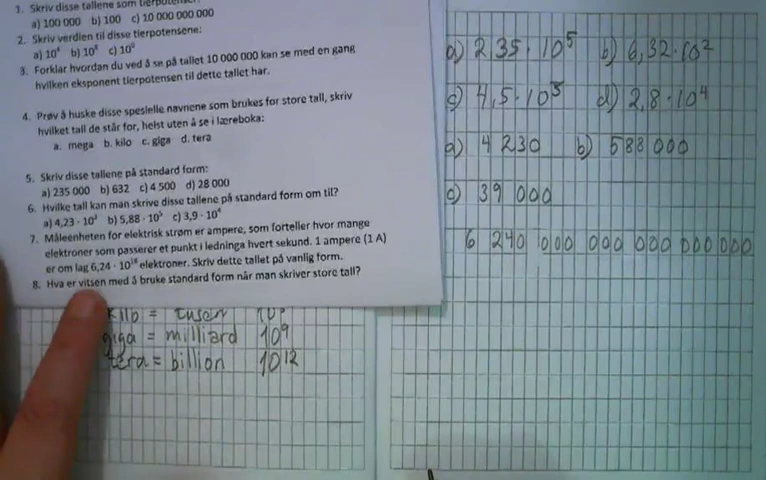 1. Skriv disse tallene som tierpotenser:
a) 100 000 b) 100 c) 10 000 000 000
2. Skriv verdien til disse tierpotensene:
a) 10⁴ b) 10⁸ c) 10⁹
3. Forklar hvordan du ved å se på tallet 10 000 000 kan se med en gang
hvilken eksponent tierpotensen til dette tallet har.
4. Prøv å huske disse spesielle navnene som brukes for store tall, skriv
hvilket tall de står for, helst uten å se i læreboka:
a. mega b. kilo c. giga d. tera
5. Skriv disse tallene på standard form:
a) 235 000 b) 632 c) 4 500 d) 28 000
6. Hvilke tall kan man skrive disse tallene på standard form om til?
a) 4,23 · 10³ b) 5,88 · 10⁵ c) 3,9 · 10⁴
7. Måleenheten for elektrisk strøm er ampere, som forteller hvor mange
elektroner som passerer et punkt i ledninga hvert sekund. 1 ampere (1 A)
er om lag 6,24 · 10¹⁸ elektroner. Skriv dette tallet på vanlig form.
8. Hva er vitsen med å bruke standard form når man skriver store tall?
kilo = tusen 10³
giga = milliard 10⁹
tera = billion 10¹²
a) 2,35 · 10⁵ b) 6,32 · 10²
c) 4,5 · 10³ d) 2,8 · 10⁴
a) 4 230 b) 588 000
c) 39 000
6 240 000 000 000 000 000